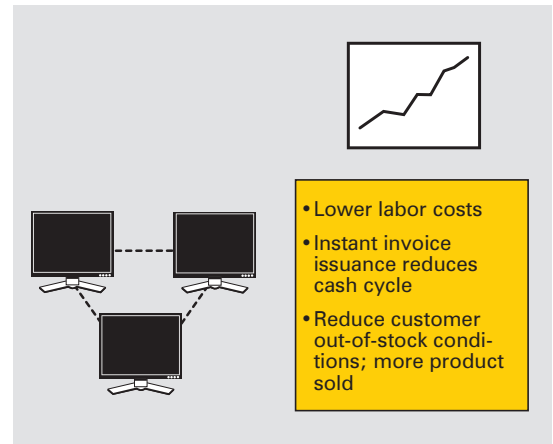 •Lower labor costs
•Instant invoice
issuance reduces
cash cycle
•Reduce customer
out-of-stock condi-
tions; more product
sold